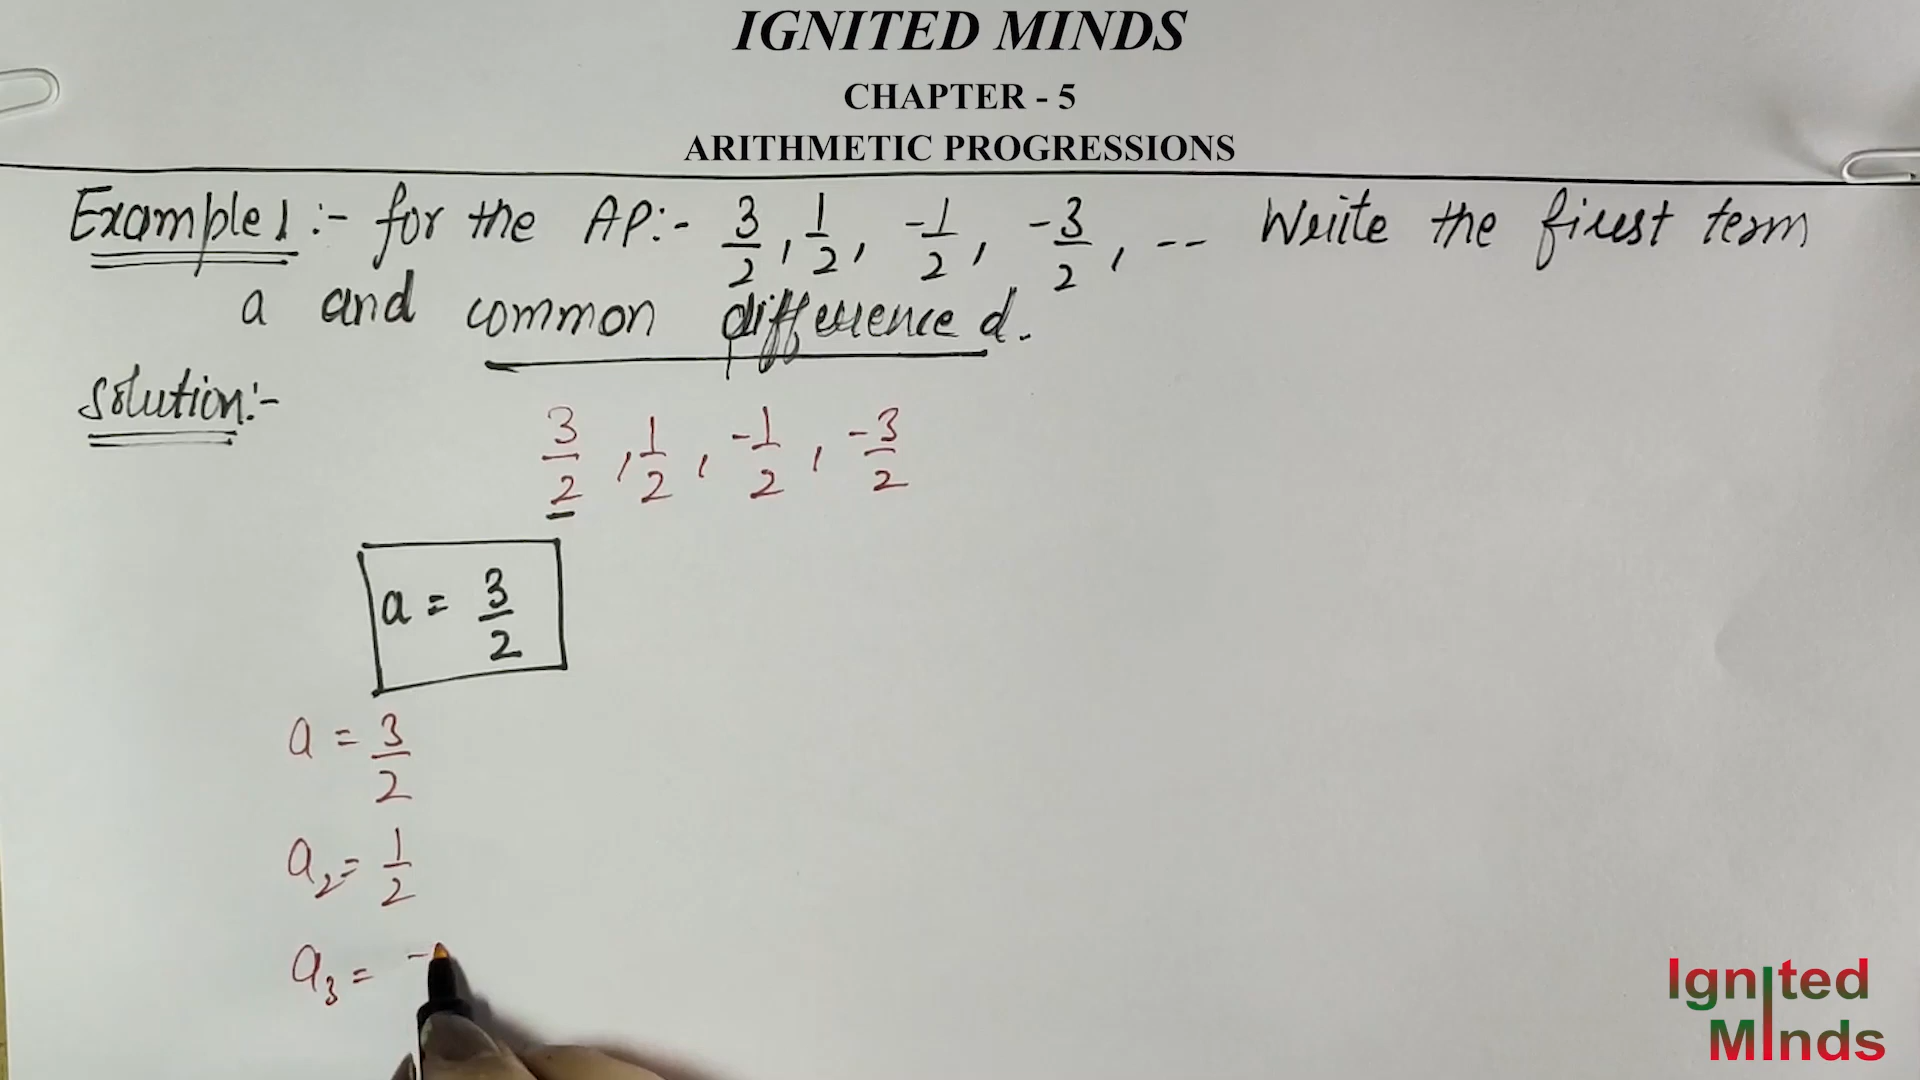 IGNITED MINDS
CHAPTER - 5
ARITHMETIC PROGRESSIONS
Example 1 :- for the AP:- 3/2, 1/2, -1/2, -3/2, -- Write the first term
a and common difference d.
Solution:-
3/2, 1/2, -1/2, -3/2
a = 3/2
a = 3/2
a₂ = 1/2
a₃ = -
Ignited
Minds